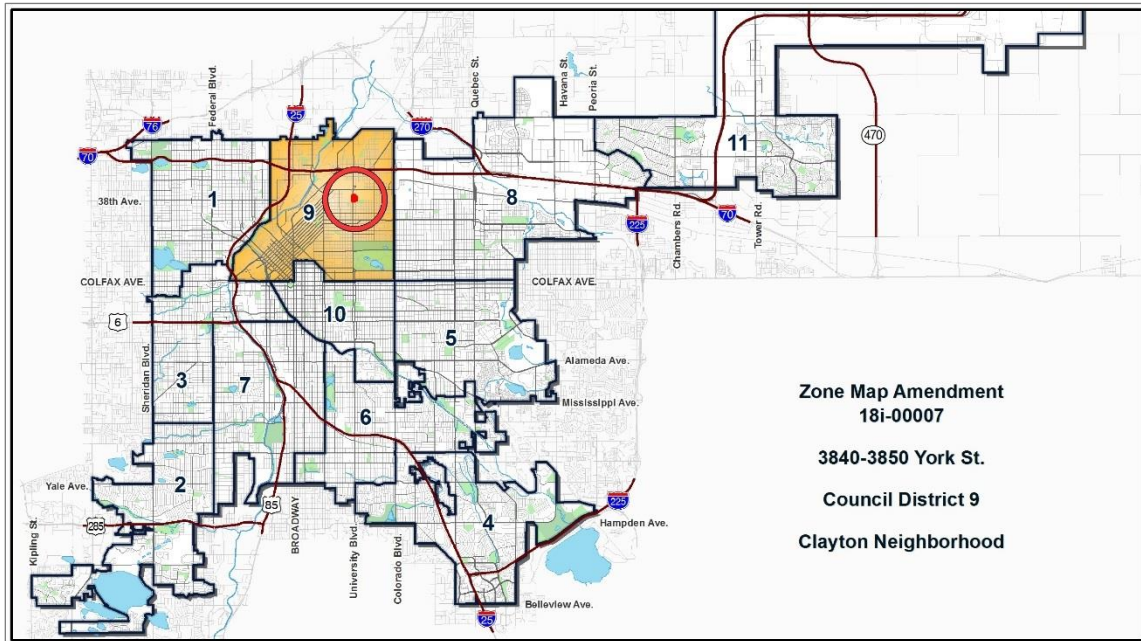 Federal Blvd.
Quebec St.
Havana St.
Peoria St.
76
25
270
70
470
11
1
8
38th Ave.
9
225
Chambers Rd.
70
Tower Rd.
COLFAX AVE.
COLFAX AVE.
10
6
5
Sheridan Blvd.
Alameda Ave.
3
7
Mississippi Ave.
6
Zone Map Amendment
18i-00007
3840-3850 York St.
Council District 9
Clayton Neighborhood
Yale Ave.
2
85
4
225
Kipling St.
285
BROADWAY
University Blvd.
Colorado Blvd.
Hampden Ave.
Belleview Ave.
25